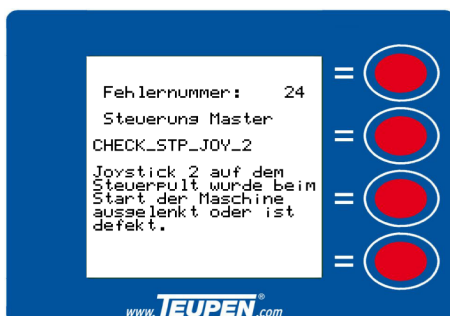 Fehlernummer: 24
Steuerung Master
CHECK_STP_JOY_2
Joystick 2 auf dem
Steuerpult wurde beim
Start der Maschine
ausgelenkt oder ist
defekt.
=
=
=
=
www.TEUPEN®.com